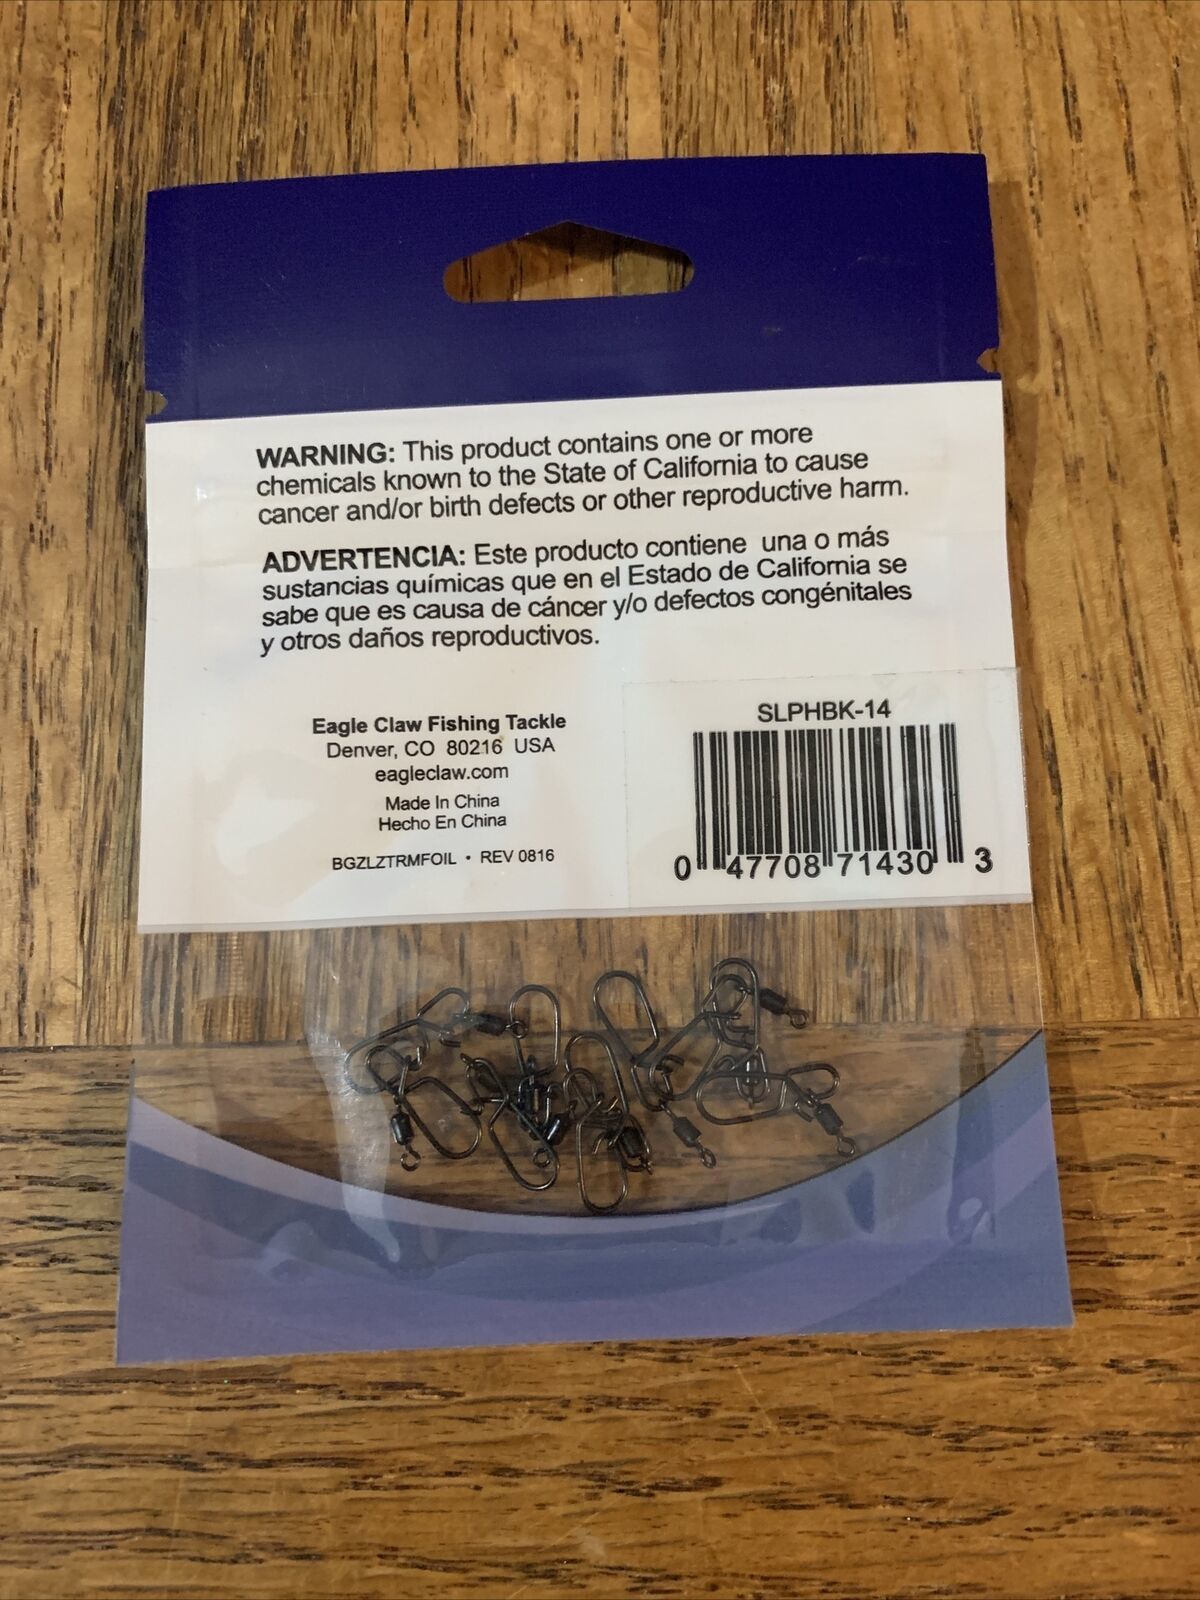 WARNING: This product contains one or more
chemicals known to the State of California to cause
cancer and/or birth defects or other reproductive harm.
ADVERTENCIA: Este producto contiene una o más
sustancias químicas que en el Estado de California se
sabe que es causa de cáncer y/o defectos congénitales
y otros daños reproductivos.
Eagle Claw Fishing Tackle
Denver, CO 80216 USA
eagleclaw.com
Made In China
Hecho En China
BGZLZTRMFOIL • REV 0816
SLPHBK-14
0 47708 71430 3